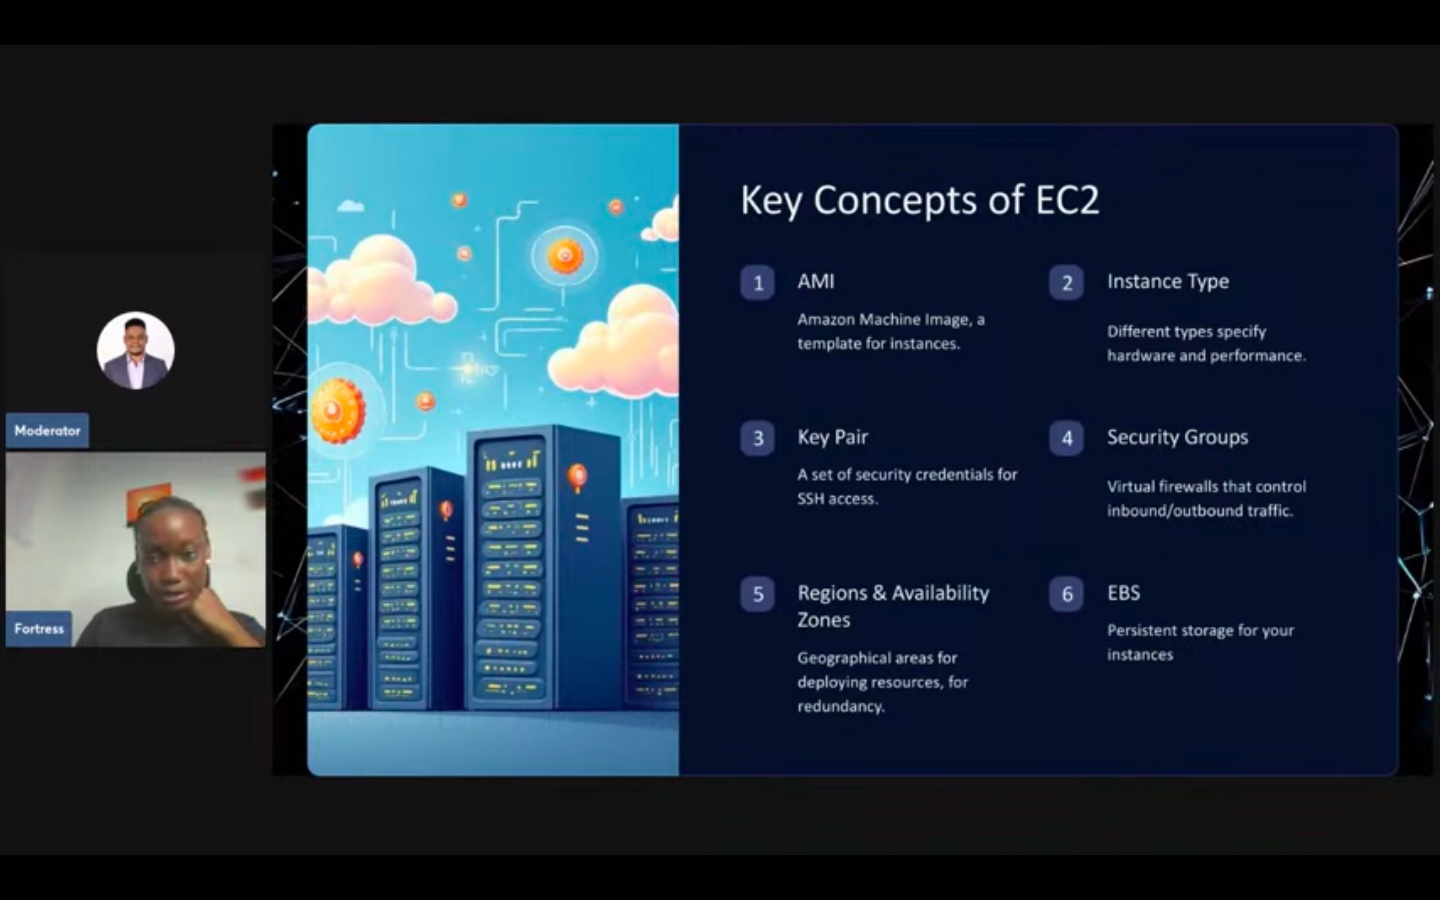 Moderator
Fortress
Key Concepts of EC2
1
AMI
Amazon Machine Image, a
template for instances.
2
Instance Type
Different types specify
hardware and performance.
3
Key Pair
A set of security credentials for
SSH access.
4
Security Groups
Virtual firewalls that control
inbound/outbound traffic.
5
Regions & Availability
Zones
Geographical areas for
deploying resources, for
redundancy.
6
EBS
Persistent storage for your
instances